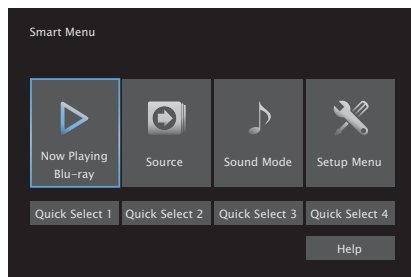 Smart Menu
Now Playing
Blu-ray
Source
Sound Mode
Setup Menu
Quick Select 1
Quick Select 2
Quick Select 3
Quick Select 4
Help